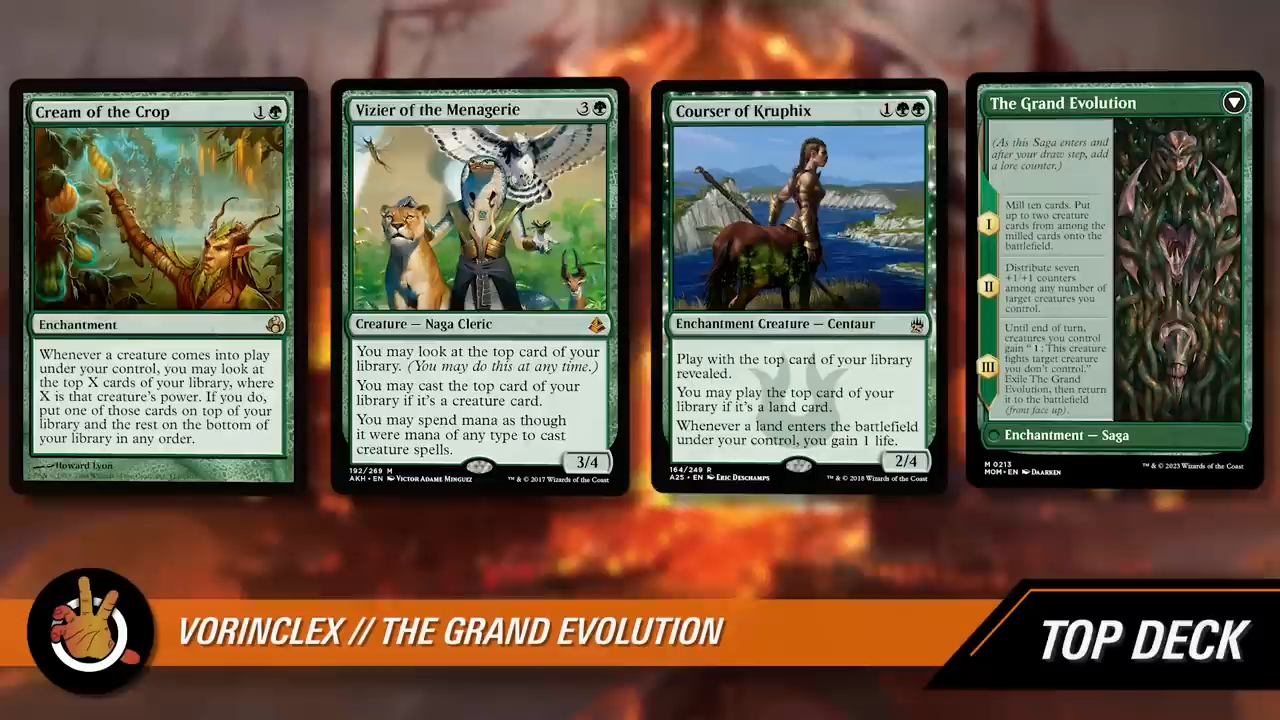 Cream of the Crop 1
Enchantment
Whenever a creature comes into play
under your control, you may look at
the top X cards of your library, where
X is that creature's power. If you do,
put one of those cards on top of your
library and the rest on the bottom of
your library in any order.
Howard Lyon
Vizier of the Menagerie 3
Creature — Naga Cleric
You may look at the top card of your
library. (You may do this at any time.)
You may cast the top card of your
library if it's a creature card.
You may spend mana as though
it were mana of any type to cast
creature spells.
3/4
192/269 M
AKH • EN Victor Adame Minguez
™ & © 2017 Wizards of the Coast
Courser of Kruphix 1
Enchantment Creature — Centaur
Play with the top card of your library
revealed.
You may play the top card of your
library if it's a land card.
Whenever a land enters the battlefield
under your control, you gain 1 life.
2/4
164/249 R
A25 • EN Eric Deschamps
™ & © 2018 Wizards of the Coast
The Grand Evolution
(As this Saga enters and
after your draw step, add
a lore counter.)
I
Mill ten cards. Put
up to two creature
cards from among the
milled cards onto the
battlefield.
II
Distribute seven
+1/+1 counters
among any number of
target creatures you
control.
III
Until end of turn,
creatures you control
gain "1: This creature
fights target creature
you don't control."
Exile The Grand
Evolution, then return
it to the battlefield
(front face up).
Enchantment — Saga
M 0213
MOM • EN Daarken
™ & © 2023 Wizards of the Coast
VORINCLEX // THE GRAND EVOLUTION
TOP DECK